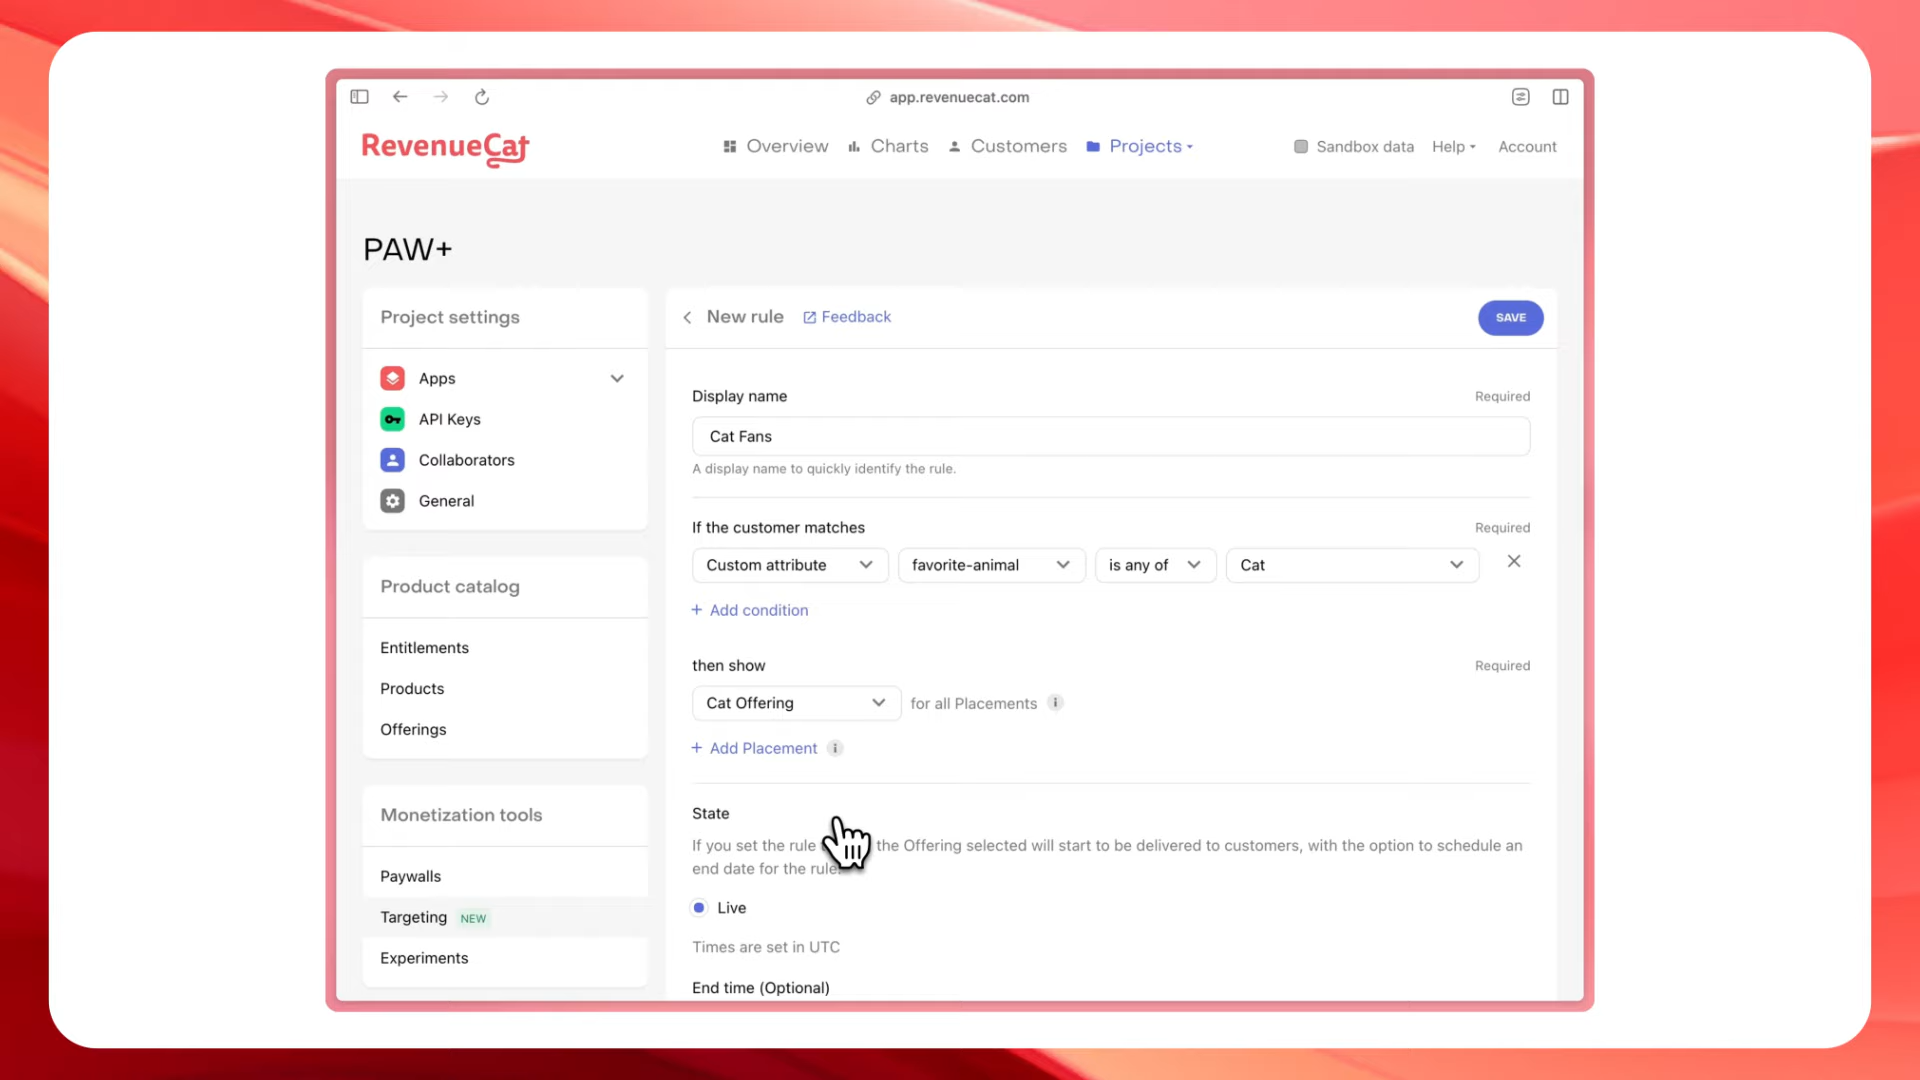 app.revenuecat.com
RevenueCat
Overview
Charts
Customers
Projects
Sandbox data
Help
Account
PAW+
Project settings
Apps
API Keys
Collaborators
General
Product catalog
Entitlements
Products
Offerings
Monetization tools
Paywalls
Targeting NEW
Experiments
New rule
Feedback
SAVE
Display name
Required
Cat Fans
A display name to quickly identify the rule.
If the customer matches
Required
Custom attribute
favorite-animal
is any of
Cat
+ Add condition
then show
Required
Cat Offering
for all Placements
+ Add Placement
State
If you set the rule the Offering selected will start to be delivered to customers, with the option to schedule an
end date for the rule.
Live
Times are set in UTC
End time (Optional)